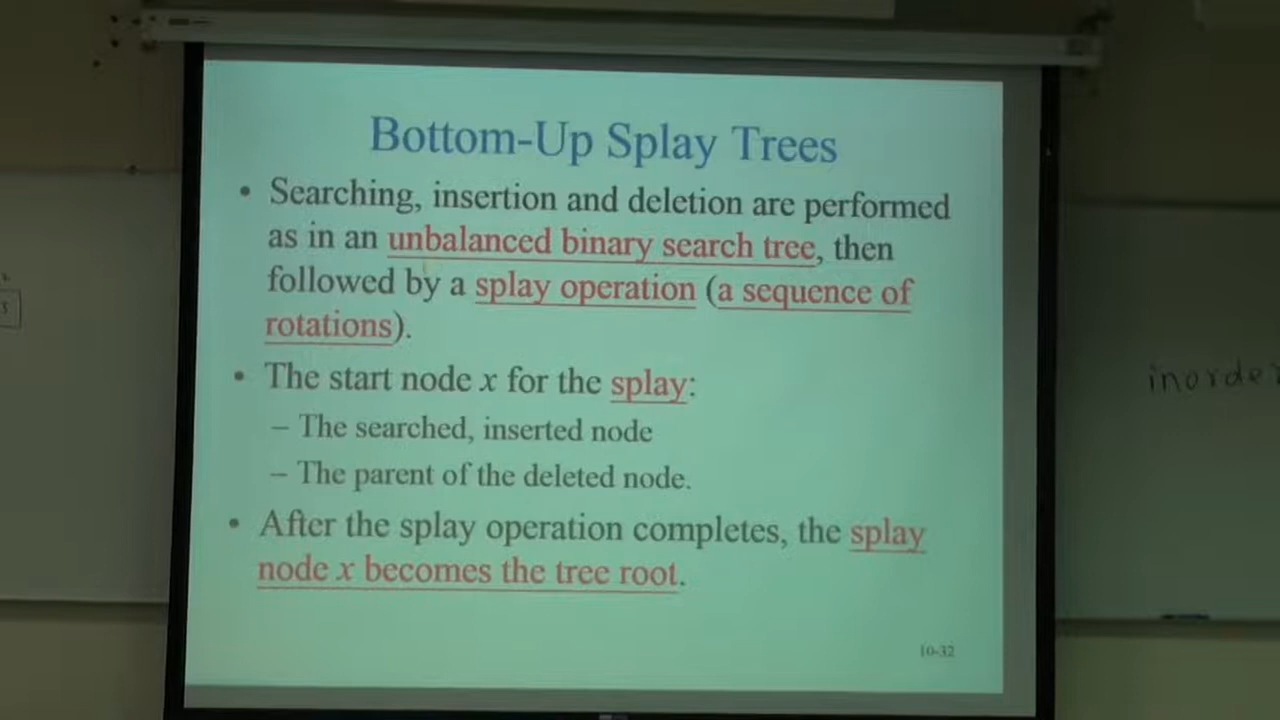 Bottom-Up Splay Trees
• Searching, insertion and deletion are performed
as in an unbalanced binary search tree, then
followed by a splay operation (a sequence of
rotations).
• The start node x for the splay:
– The searched, inserted node
– The parent of the deleted node.
• After the splay operation completes, the splay
node x becomes the tree root.
10-32
inorder